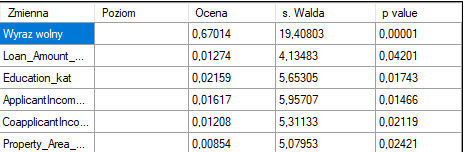 Zmienna Poziom Ocena s. Walda p value
Wyraz wolny 0,67014 19,40803 0,00001
Loan_Amount_... 0,01274 4,13483 0,04201
Education_kat 0,02159 5,65305 0,01743
ApplicantIncom... 0,01617 5,95707 0,01466
CoapplicantInco... 0,01208 5,31133 0,02119
Property_Area_... 0,00854 5,07953 0,02421